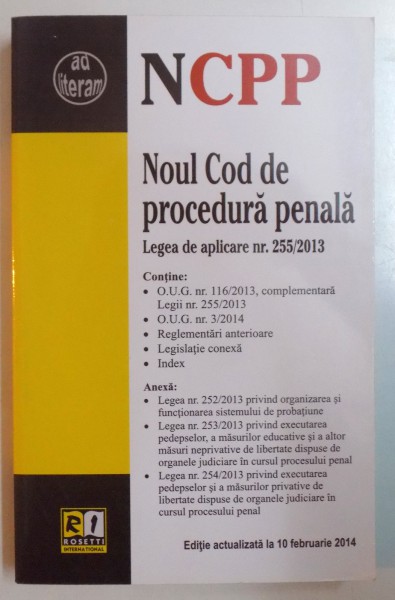 ad
literam
NCPP
Noul Cod de
procedură penală
Legea de aplicare nr. 255/2013
Conține:
• O.U.G. nr. 116/2013, complementară
Legii nr. 255/2013
• O.U.G. nr. 3/2014
• Reglementări anterioare
• Legislație conexă
• Index
Anexă:
• Legea nr. 252/2013 privind organizarea și
funcționarea sistemului de probațiune
• Legea nr. 253/2013 privind executarea
pedepselor, a măsurilor educative și a altor
măsuri neprivative de libertate dispuse de
organele judiciare în cursul procesului penal
• Legea nr. 254/2013 privind executarea
pedepselor și a măsurilor privative de
libertate dispuse de organele judiciare în
cursul procesului penal
R I
ROSETTI
INTERNATIONAL
Ediție actualizată la 10 februarie 2014